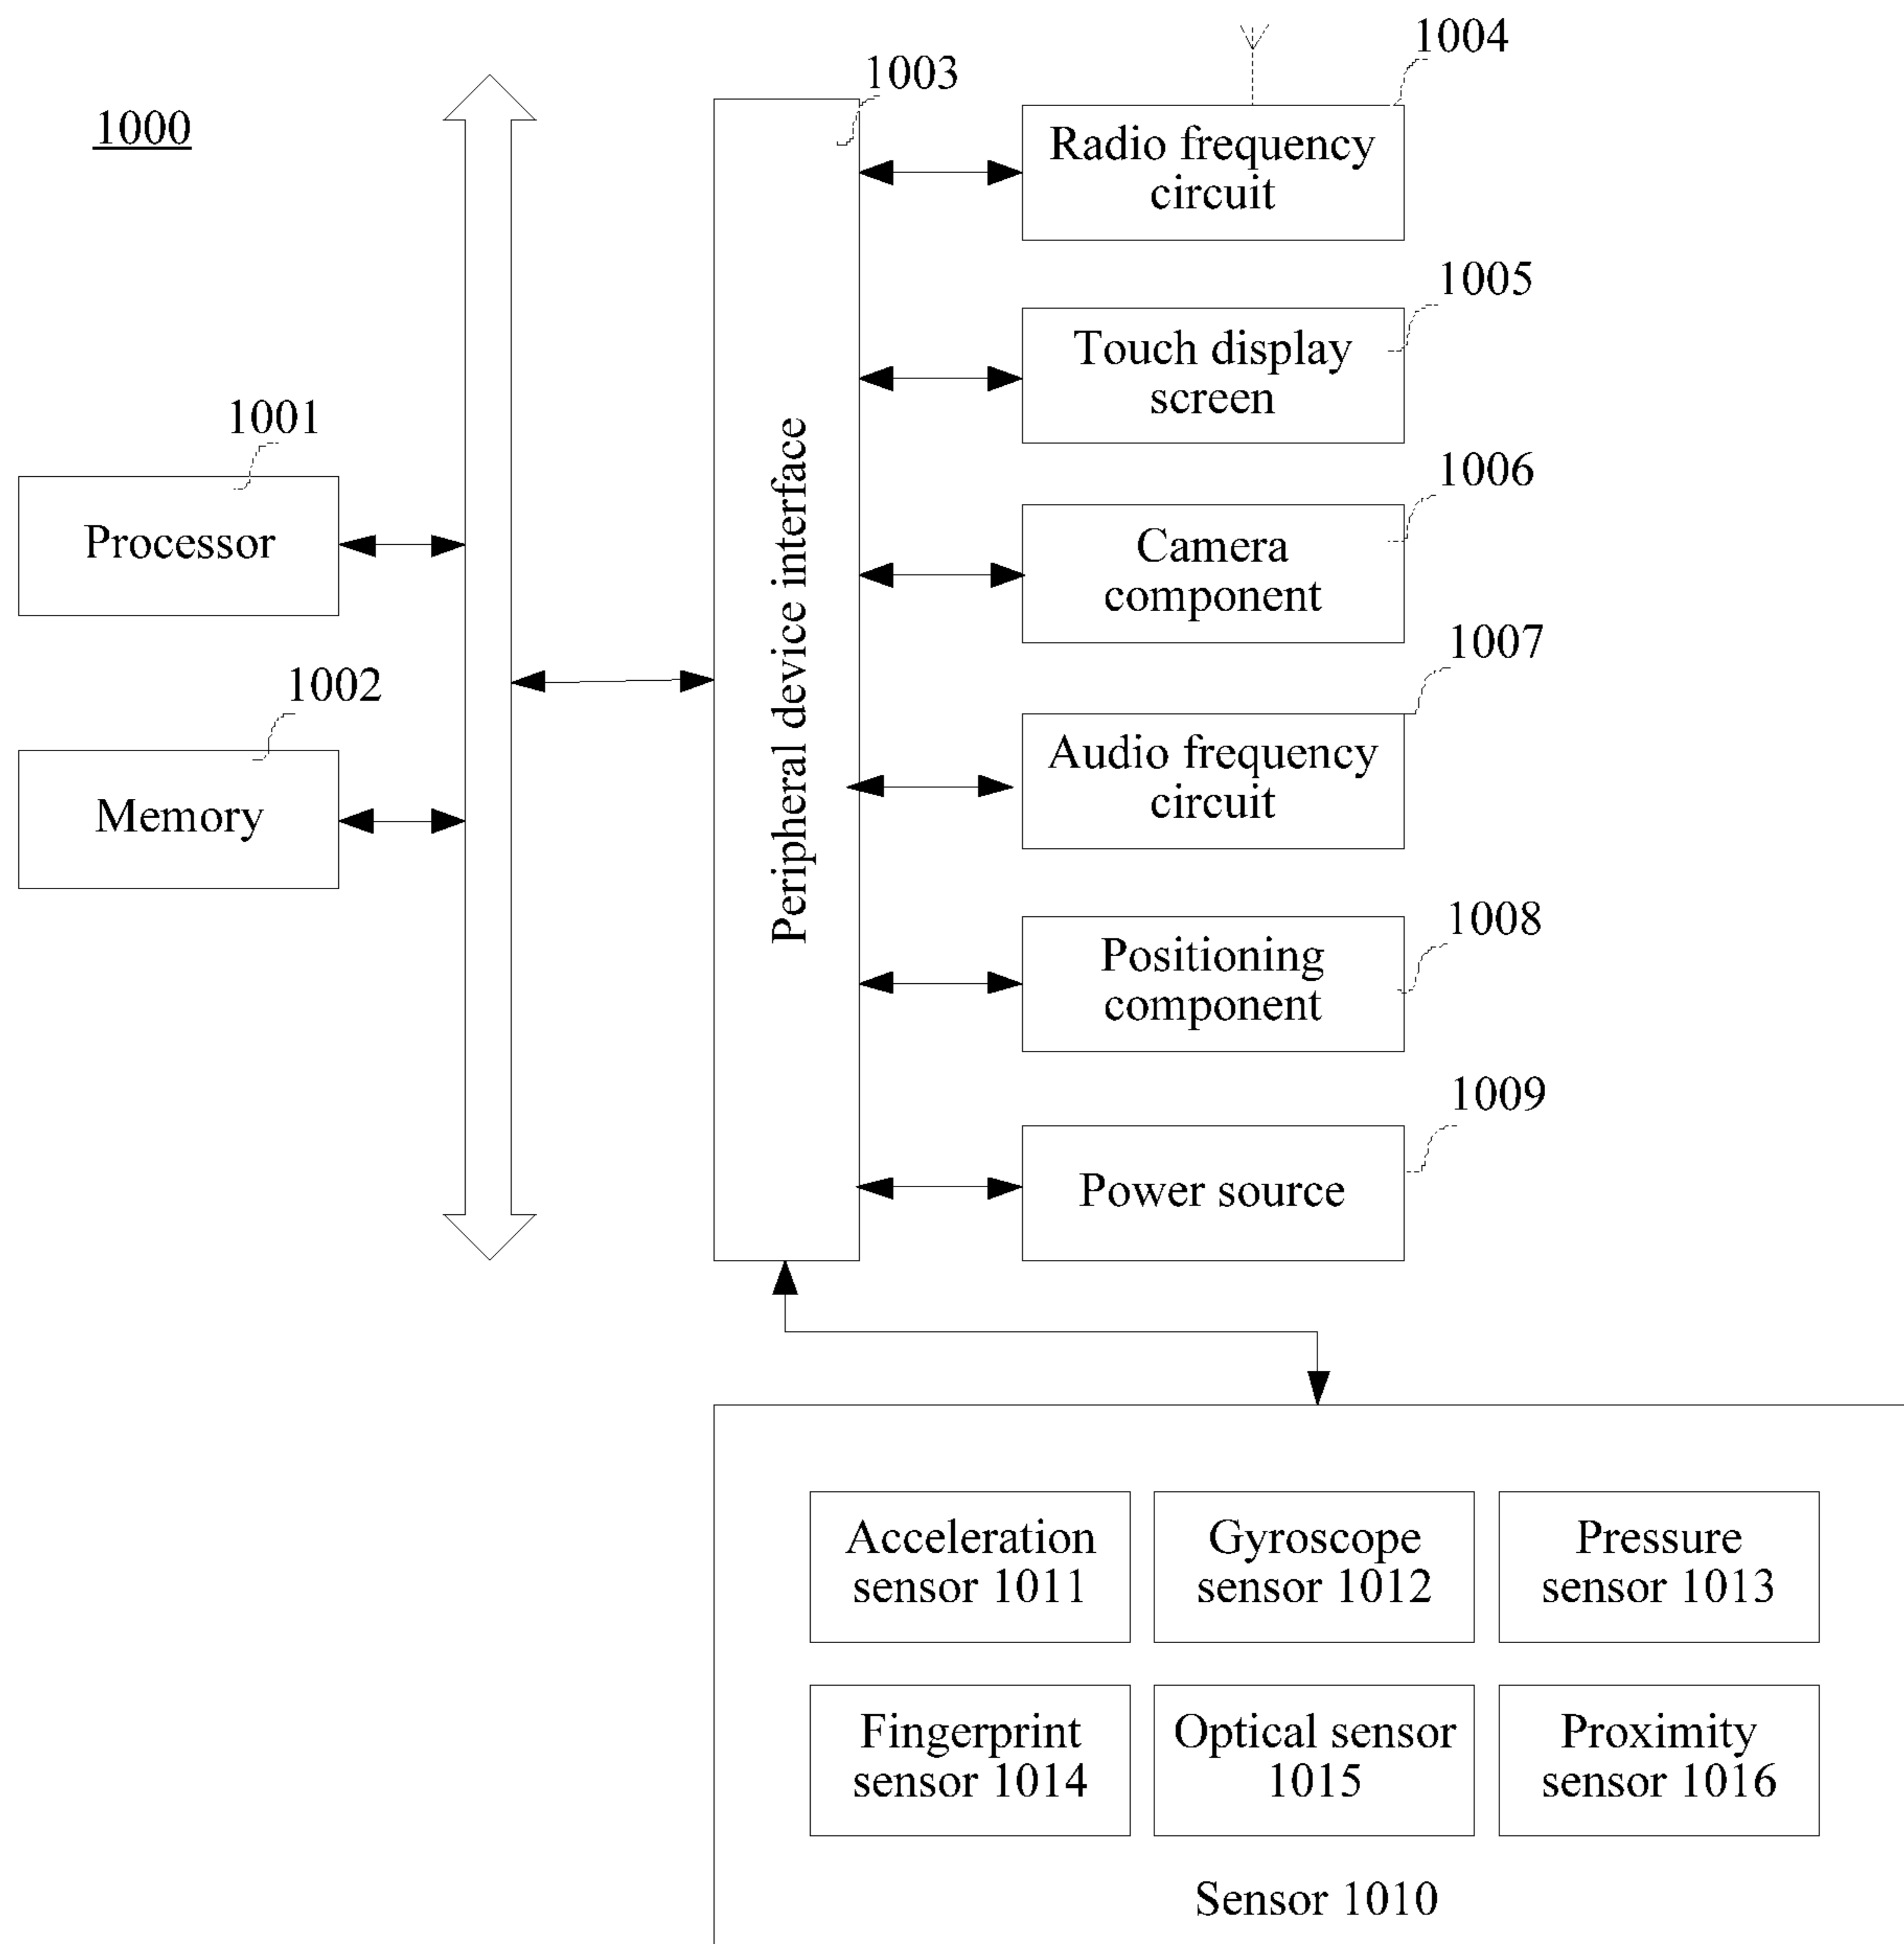 1000
1003
1004
Radio frequency
circuit
1005
Touch display
screen
1001
Processor
1006
Camera
component
Peripheral device interface
1002
Memory
1007
Audio frequency
circuit
1008
Positioning
component
1009
Power source
Acceleration
sensor 1011
Gyroscope
sensor 1012
Pressure
sensor 1013
Fingerprint
sensor 1014
Optical sensor
1015
Proximity
sensor 1016
Sensor 1010